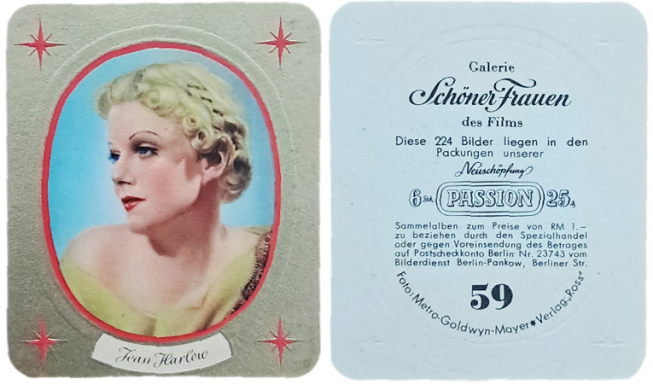 Jean Harlow
Galerie
Schöner Frauen
des Films
Diese 224 Bilder liegen in den
Packungen unserer
Neuschöpfung
6 Stck. PASSION 25 ₰
Sammelalben zum Preise von RM 1.–
zu beziehen durch den Spezialhandel
oder gegen Voreinsendung des Betrages
auf Postscheckkonto Berlin Nr. 23743 vom
Bilderdienst Berlin-Pankow, Berliner Str.
59
Foto: Metro-Goldwyn-Mayer • Verlag „Ross"